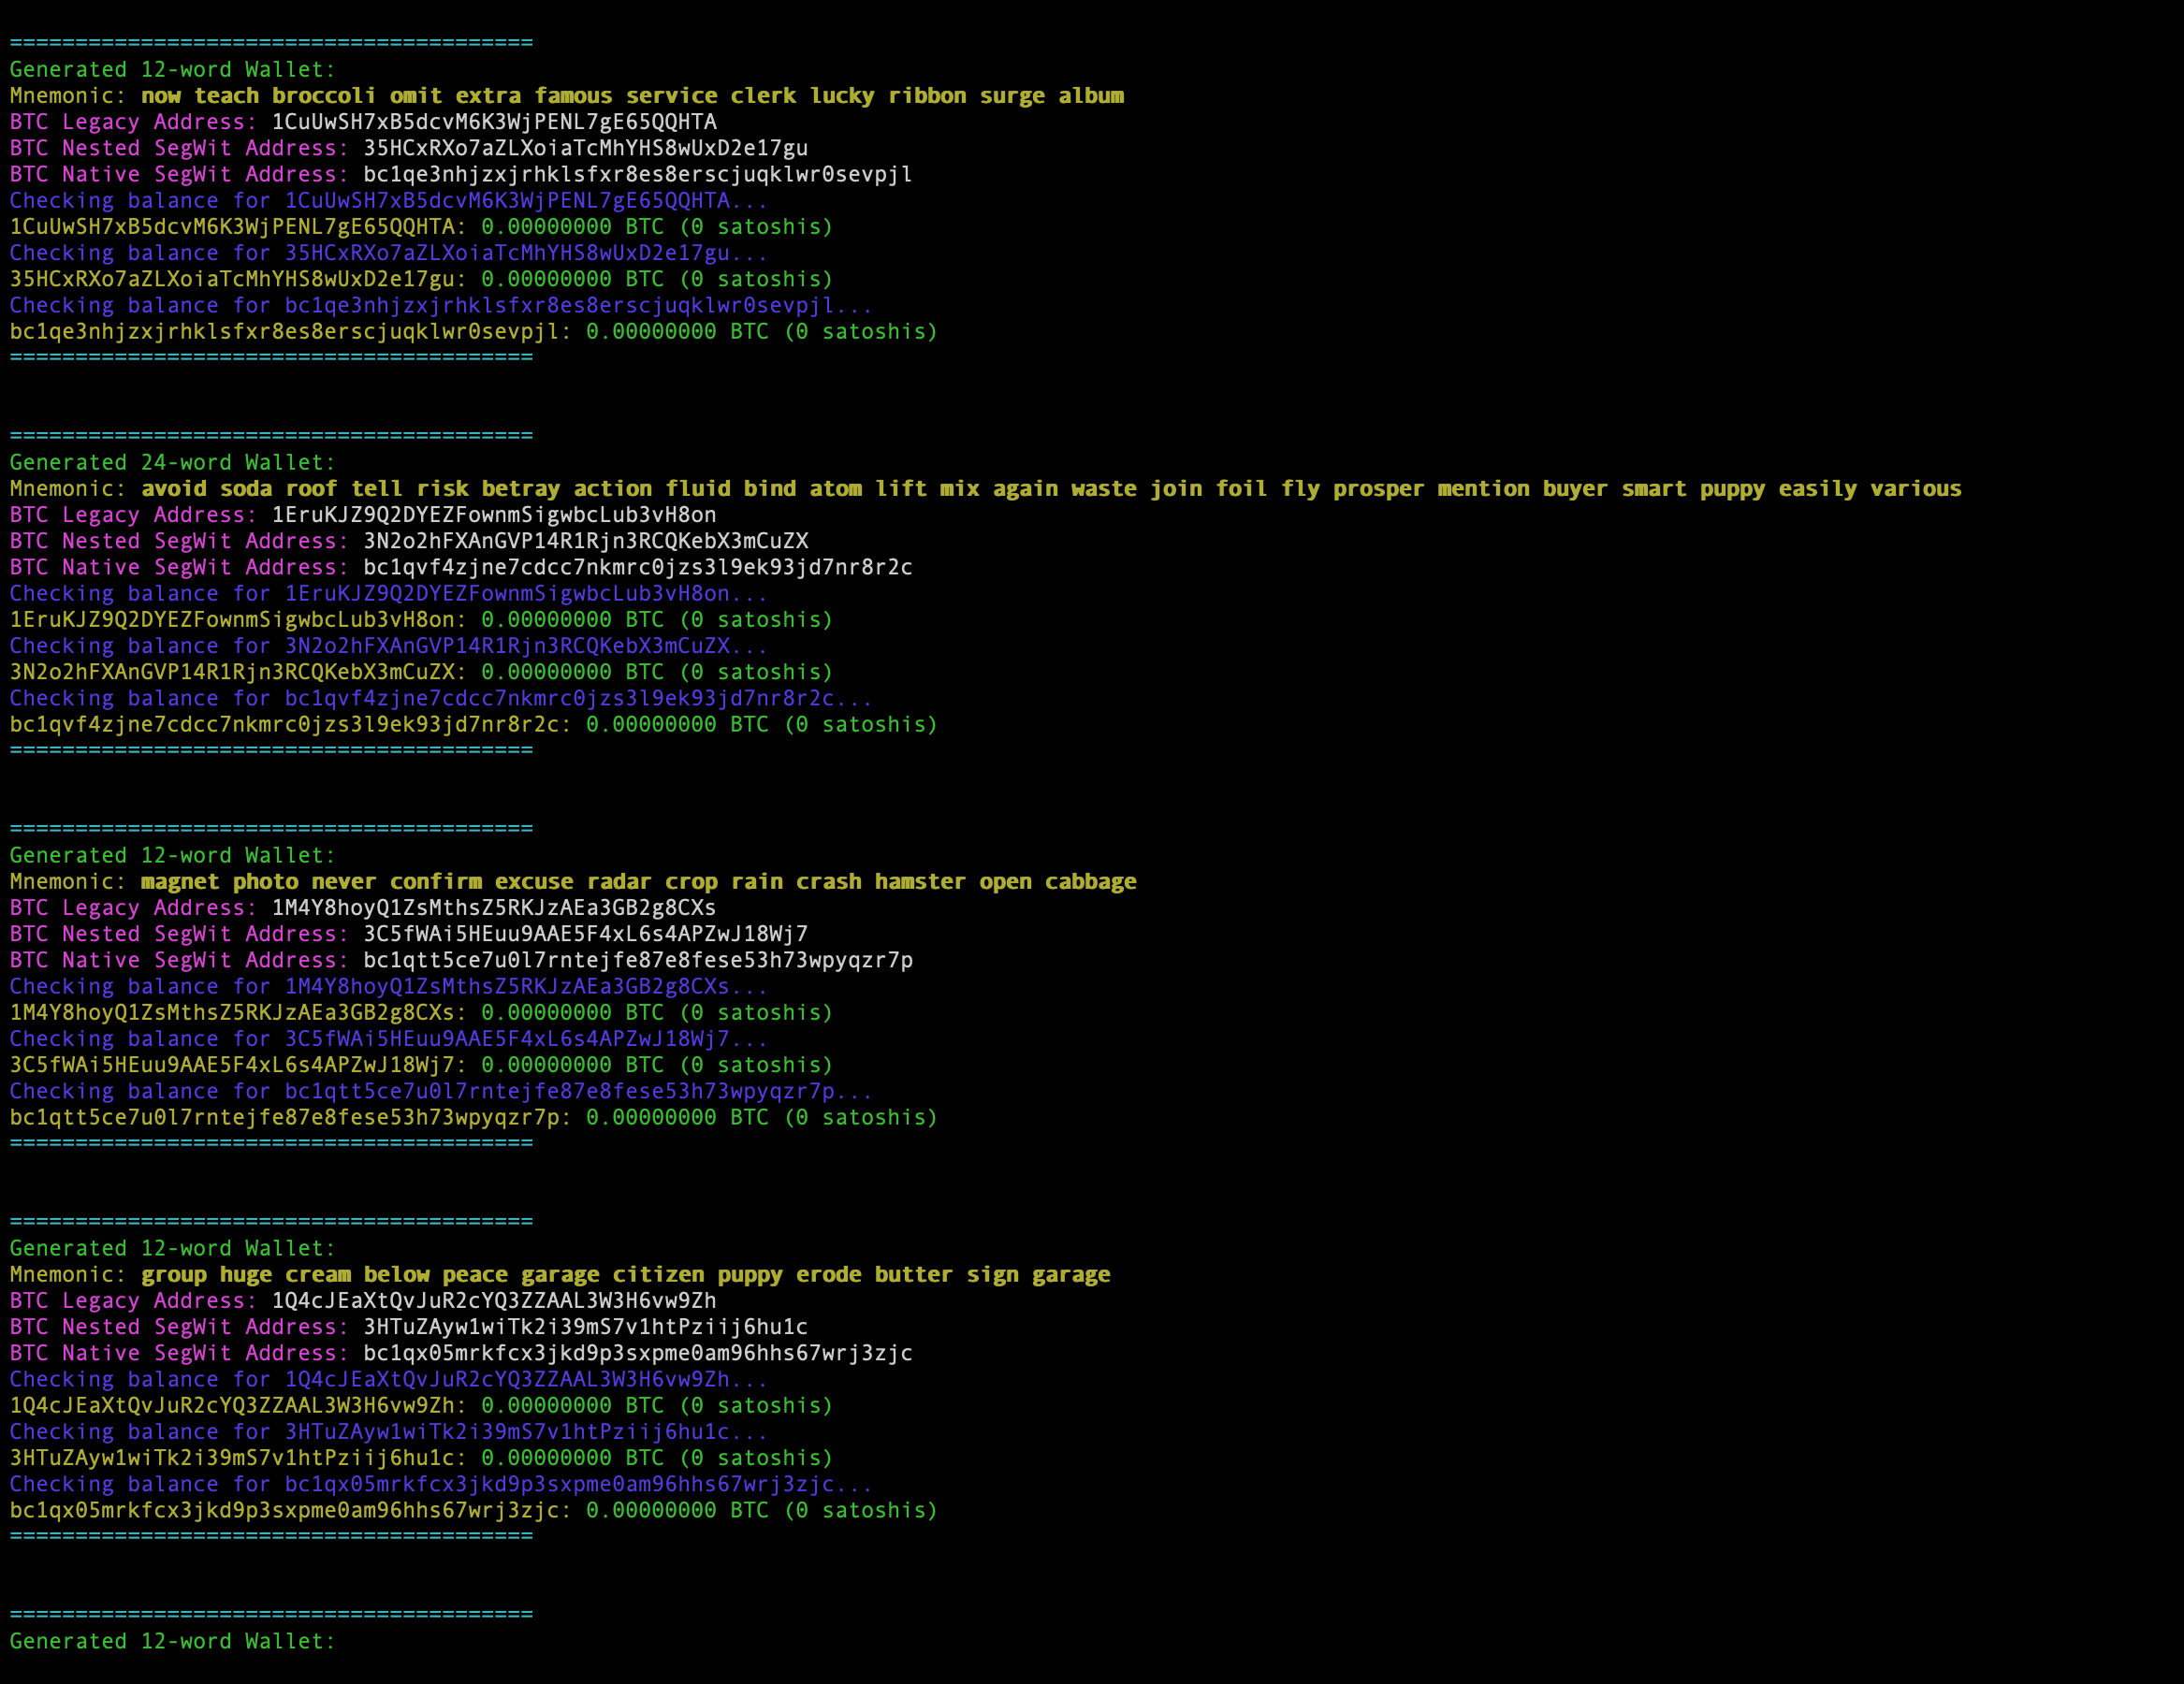 ========================================
Generated 12-word Wallet:
Mnemonic: now teach broccoli omit extra famous service clerk lucky ribbon surge album
BTC Legacy Address: 1CuUwSH7xB5dcvM6K3WjPENL7gE65QQHTA
BTC Nested SegWit Address: 35HCxRXo7aZLXoiaTcMhYHS8wUxD2e17gu
BTC Native SegWit Address: bc1qe3nhjzxjrhklsfxr8es8erscjuqklwr0sevpjl
Checking balance for 1CuUwSH7xB5dcvM6K3WjPENL7gE65QQHTA...
1CuUwSH7xB5dcvM6K3WjPENL7gE65QQHTA: 0.00000000 BTC (0 satoshis)
Checking balance for 35HCxRXo7aZLXoiaTcMhYHS8wUxD2e17gu...
35HCxRXo7aZLXoiaTcMhYHS8wUxD2e17gu: 0.00000000 BTC (0 satoshis)
Checking balance for bc1qe3nhjzxjrhklsfxr8es8erscjuqklwr0sevpjl...
bc1qe3nhjzxjrhklsfxr8es8erscjuqklwr0sevpjl: 0.00000000 BTC (0 satoshis)
========================================
========================================
Generated 24-word Wallet:
Mnemonic: avoid soda roof tell risk betray action fluid bind atom lift mix again waste join foil fly prosper mention buyer smart puppy easily various
BTC Legacy Address: 1EruKJZ9Q2DYEZFownmSigwbcLub3vH8on
BTC Nested SegWit Address: 3N2o2hFXAnGVP14R1Rjn3RCQKebX3mCuZX
BTC Native SegWit Address: bc1qvf4zjne7cdcc7nkmrc0jzs3l9ek93jd7nr8r2c
Checking balance for 1EruKJZ9Q2DYEZFownmSigwbcLub3vH8on...
1EruKJZ9Q2DYEZFownmSigwbcLub3vH8on: 0.00000000 BTC (0 satoshis)
Checking balance for 3N2o2hFXAnGVP14R1Rjn3RCQKebX3mCuZX...
3N2o2hFXAnGVP14R1Rjn3RCQKebX3mCuZX: 0.00000000 BTC (0 satoshis)
Checking balance for bc1qvf4zjne7cdcc7nkmrc0jzs3l9ek93jd7nr8r2c...
bc1qvf4zjne7cdcc7nkmrc0jzs3l9ek93jd7nr8r2c: 0.00000000 BTC (0 satoshis)
========================================
========================================
Generated 12-word Wallet:
Mnemonic: magnet photo never confirm excuse radar crop rain crash hamster open cabbage
BTC Legacy Address: 1M4Y8hoyQ1ZsMthsZ5RKJzAEa3GB2g8CXs
BTC Nested SegWit Address: 3C5fWAi5HEuu9AAE5F4xL6s4APZwJ18Wj7
BTC Native SegWit Address: bc1qtt5ce7u0l7rntejfe87e8fese53h73wpyqzr7p
Checking balance for 1M4Y8hoyQ1ZsMthsZ5RKJzAEa3GB2g8CXs...
1M4Y8hoyQ1ZsMthsZ5RKJzAEa3GB2g8CXs: 0.00000000 BTC (0 satoshis)
Checking balance for 3C5fWAi5HEuu9AAE5F4xL6s4APZwJ18Wj7...
3C5fWAi5HEuu9AAE5F4xL6s4APZwJ18Wj7: 0.00000000 BTC (0 satoshis)
Checking balance for bc1qtt5ce7u0l7rntejfe87e8fese53h73wpyqzr7p...
bc1qtt5ce7u0l7rntejfe87e8fese53h73wpyqzr7p: 0.00000000 BTC (0 satoshis)
========================================
========================================
Generated 12-word Wallet:
Mnemonic: group huge cream below peace garage citizen puppy erode butter sign garage
BTC Legacy Address: 1Q4cJEaXtQvJuR2cYQ3ZZAAL3W3H6vw9Zh
BTC Nested SegWit Address: 3HTuZAyw1wiTk2i39mS7v1htPziij6hu1c
BTC Native SegWit Address: bc1qx05mrkfcx3jkd9p3sxpme0am96hhs67wrj3zjc
Checking balance for 1Q4cJEaXtQvJuR2cYQ3ZZAAL3W3H6vw9Zh...
1Q4cJEaXtQvJuR2cYQ3ZZAAL3W3H6vw9Zh: 0.00000000 BTC (0 satoshis)
Checking balance for 3HTuZAyw1wiTk2i39mS7v1htPziij6hu1c...
3HTuZAyw1wiTk2i39mS7v1htPziij6hu1c: 0.00000000 BTC (0 satoshis)
Checking balance for bc1qx05mrkfcx3jkd9p3sxpme0am96hhs67wrj3zjc...
bc1qx05mrkfcx3jkd9p3sxpme0am96hhs67wrj3zjc: 0.00000000 BTC (0 satoshis)
========================================
========================================
Generated 12-word Wallet: